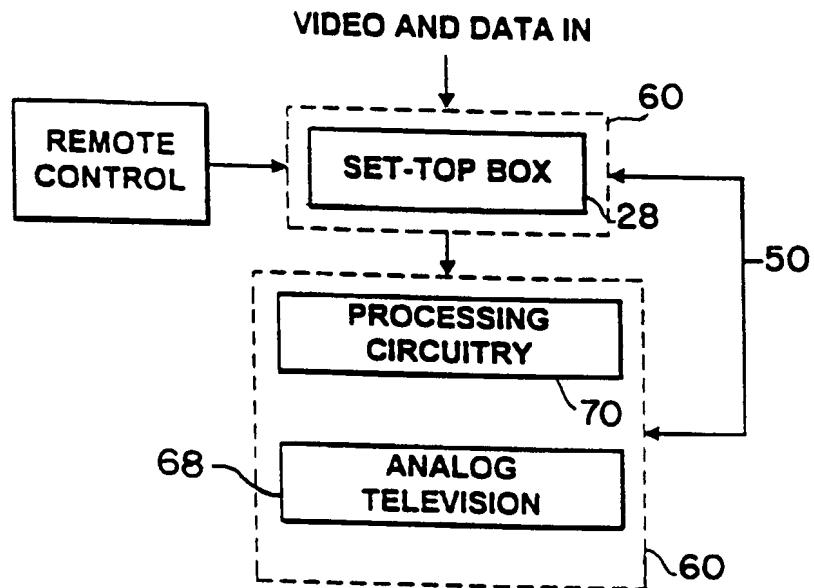 VIDEO AND DATA IN
60
REMOTE
CONTROL
SET-TOP BOX
28
50
PROCESSING
CIRCUITRY
70
68
ANALOG
TELEVISION
60